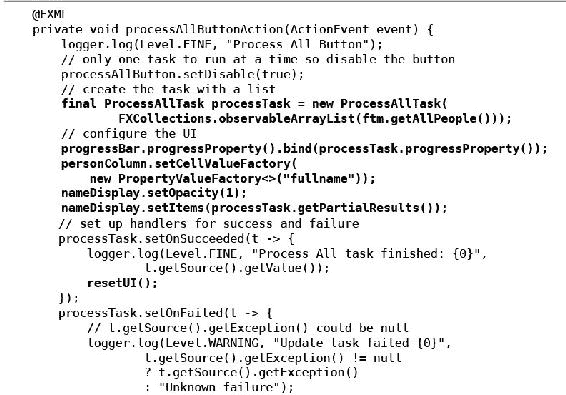 @FXML
private void processAllButtonAction(ActionEvent event) {
logger.log(Level.FINE, "Process All Button");
// only one task to run at a time so disable the button
processAllButton.setDisable(true);
// create the task with a list
final ProcessAllTask processTask = new ProcessAllTask(
FXCollections.observableArrayList(ftm.getAllPeople()));
// configure the UI
progressBar.progressProperty().bind(processTask.progressProperty());
personColumn.setCellValueFactory(
new PropertyValueFactory<>("fullname"));
nameDisplay.setOpacity(1);
nameDisplay.setItems(processTask.getPartialResults());
// set up handlers for success and failure
processTask.setOnSucceeded(t -> {
logger.log(Level.FINE, "Process All task finished: {0}",
t.getSource().getValue());
resetUI();
});
processTask.setOnFailed(t -> {
// t.getSource().getException() could be null
logger.log(Level.WARNING, "Update task failed {0}",
t.getSource().getException() != null
? t.getSource().getException()
: "Unknown failure");